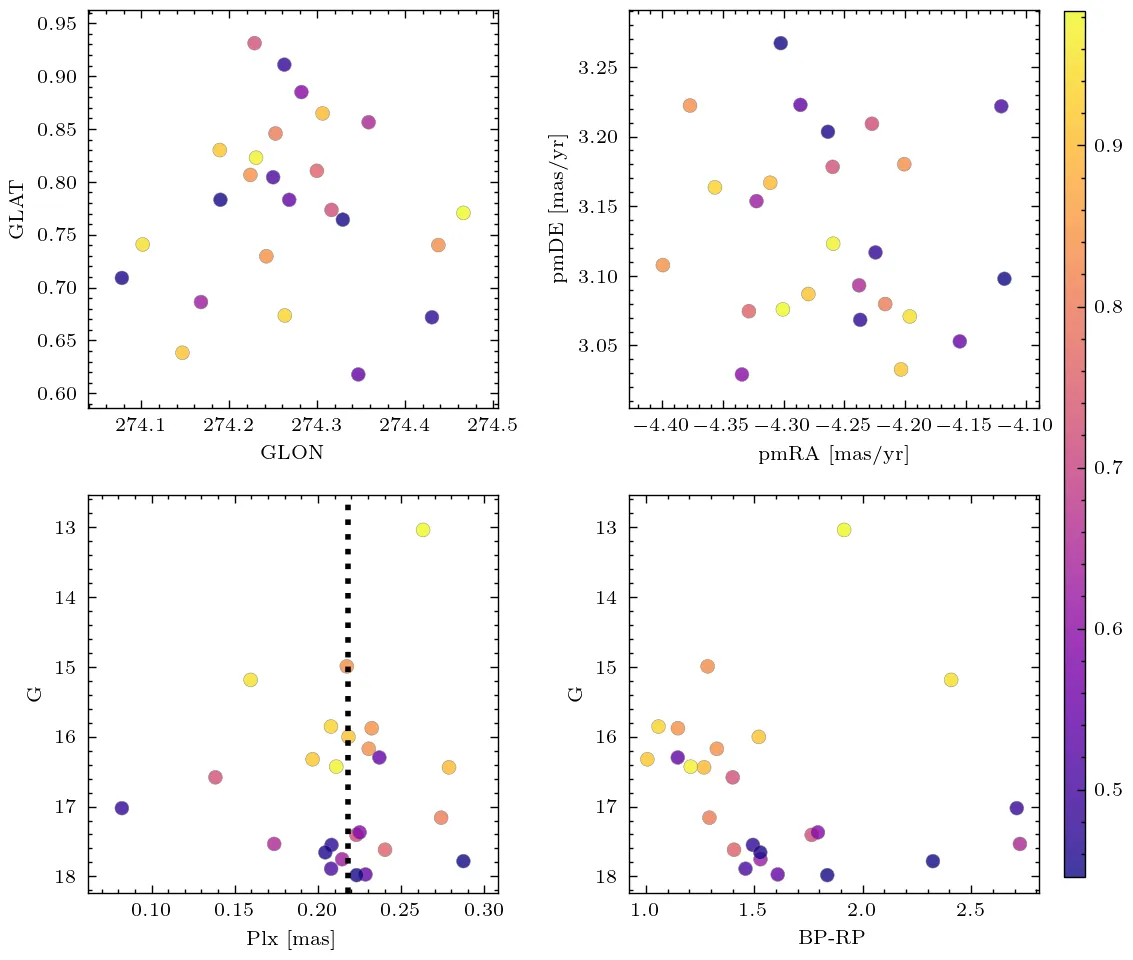 0.95
0.90
0.85
0.80
0.75
0.70
0.65
0.60
GLAT
274.1 274.2 274.3 274.4 274.5
GLON
3.25
3.20
3.15
3.10
3.05
pmDE [mas/yr]
−4.40 −4.35 −4.30 −4.25 −4.20 −4.15 −4.10
pmRA [mas/yr]
13
14
15
16
17
18
G
0.10 0.15 0.20 0.25 0.30
Plx [mas]
13
14
15
16
17
18
G
1.0 1.5 2.0 2.5
BP-RP
0.9
0.8
0.7
0.6
0.5